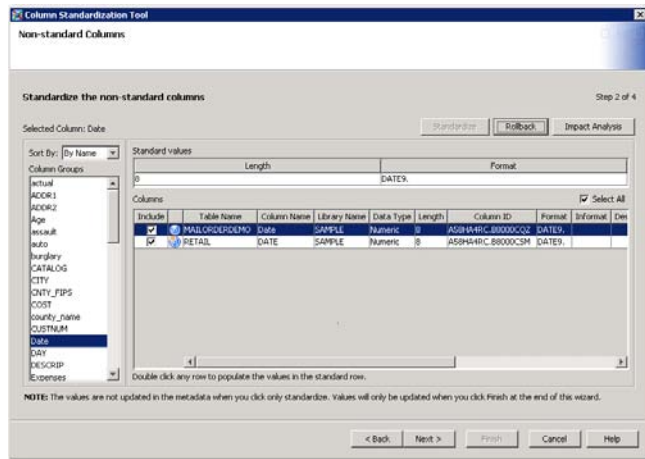 Column Standardization Tool
Non-standard Columns
Standardize the non-standard columns Step 2 of 4
Selected Column: Date Standardize Rollback Impact Analysis
Sort By: By Name Standard values
Column Groups Length Format
actual 8 DATE9.
ADDR1 Columns Select All
ADDR2 Include Table Name Column Name Library Name Data Type Length Column ID Format Informat
Age MAILORDERDEMO Date SAMPLE Numeric 8 A58HA4RC.B8000CQZ DATE9.
assault RETAIL DATE SAMPLE Numeric 8 A58HA4RC.B8000CSM DATE9.
auto
burglary
CATALOG
CITY
CNTY_FIPS
COST
county_name
CUSTNUM
Date
DAY
DESCRIP
Expenses
Double click any row to populate the values in the standard row.
NOTE: The values are not updated in the metadata when you click only standardize. Values will only be updated when you click Finish at the end of this wizard.
< Back Next > Finish Cancel Help